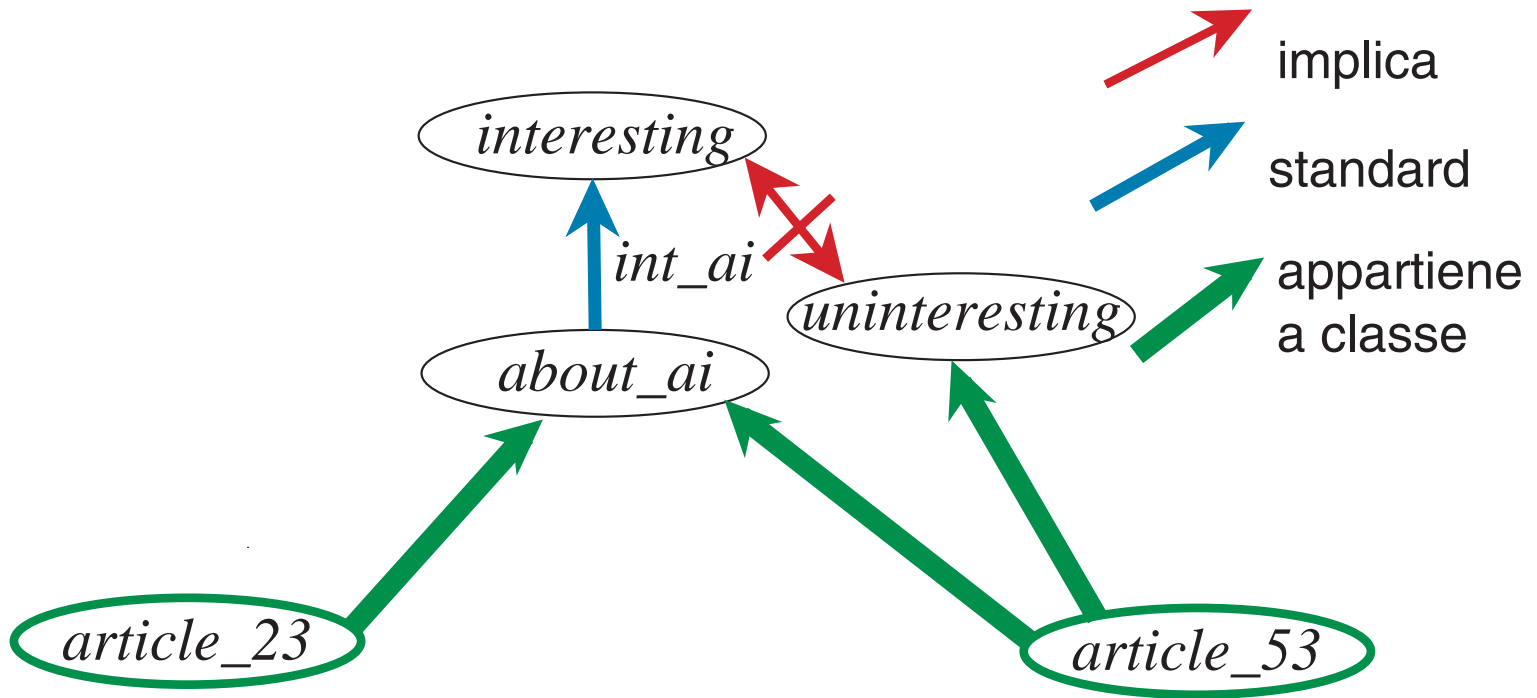 implica
interesting
standard
int_ai
appartiene
a classe
uninteresting
about_ai
article_23
article_53